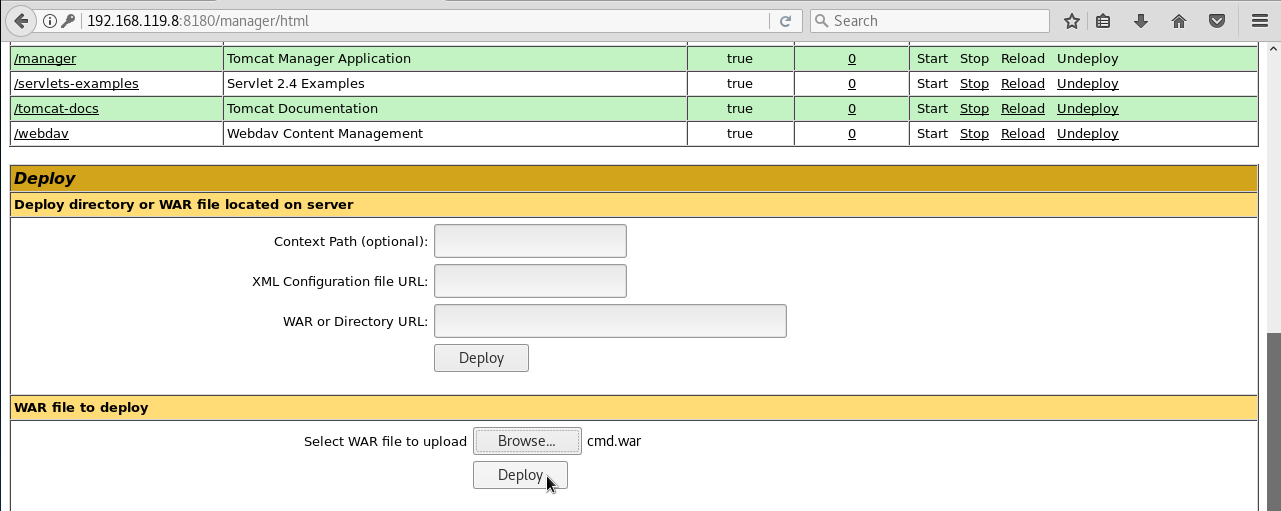 192.168.119.8:8180/manager/html Search
/manager Tomcat Manager Application true 0 Start Stop Reload Undeploy
/servlets-examples Servlet 2.4 Examples true 0 Start Stop Reload Undeploy
/tomcat-docs Tomcat Documentation true 0 Start Stop Reload Undeploy
/webdav Webdav Content Management true 0 Start Stop Reload Undeploy
Deploy
Deploy directory or WAR file located on server
Context Path (optional):
XML Configuration file URL:
WAR or Directory URL:
Deploy
WAR file to deploy
Select WAR file to upload Browse... cmd.war
Deploy